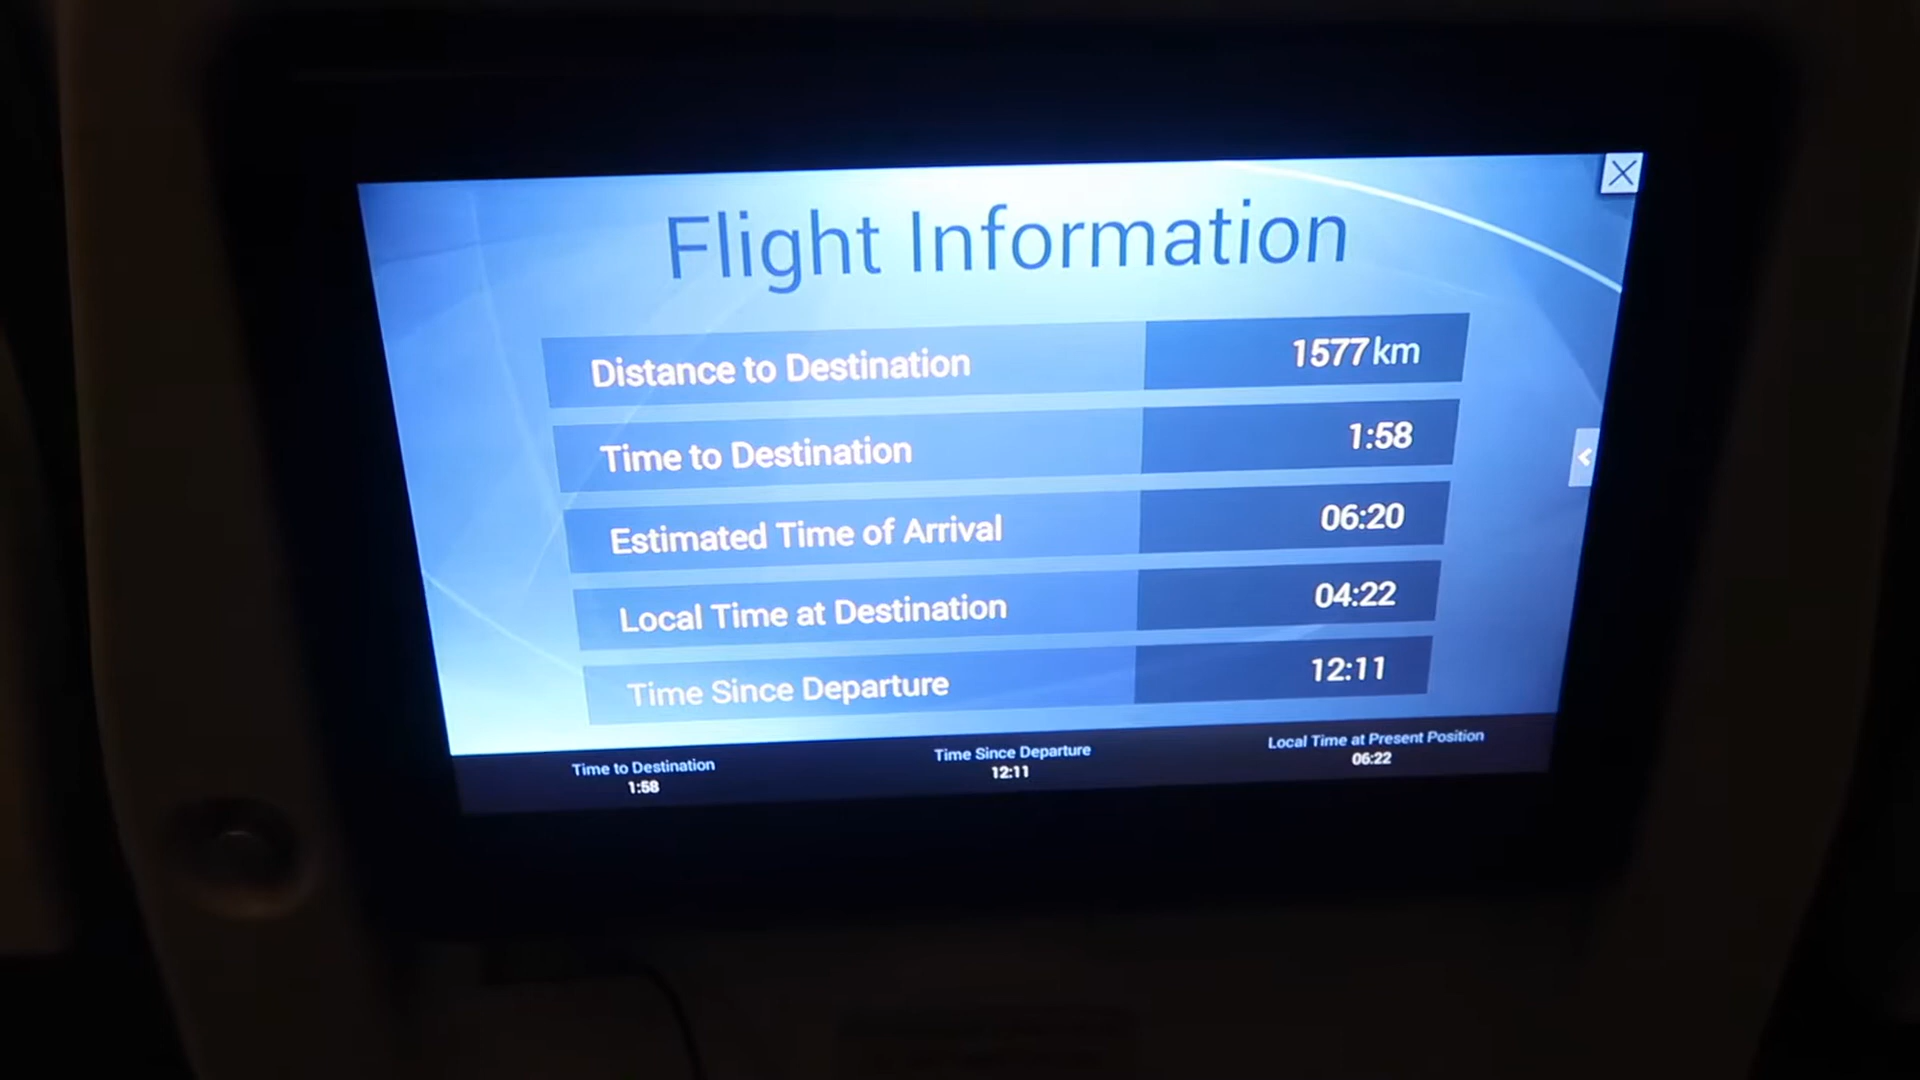 Flight Information
Distance to Destination 1577 km
Time to Destination 1:58
Estimated Time of Arrival 06:20
Local Time at Destination 04:22
Time Since Departure 12:11
Time to Destination Time Since Departure Local Time at Present Position
1:58 12:11 06:22